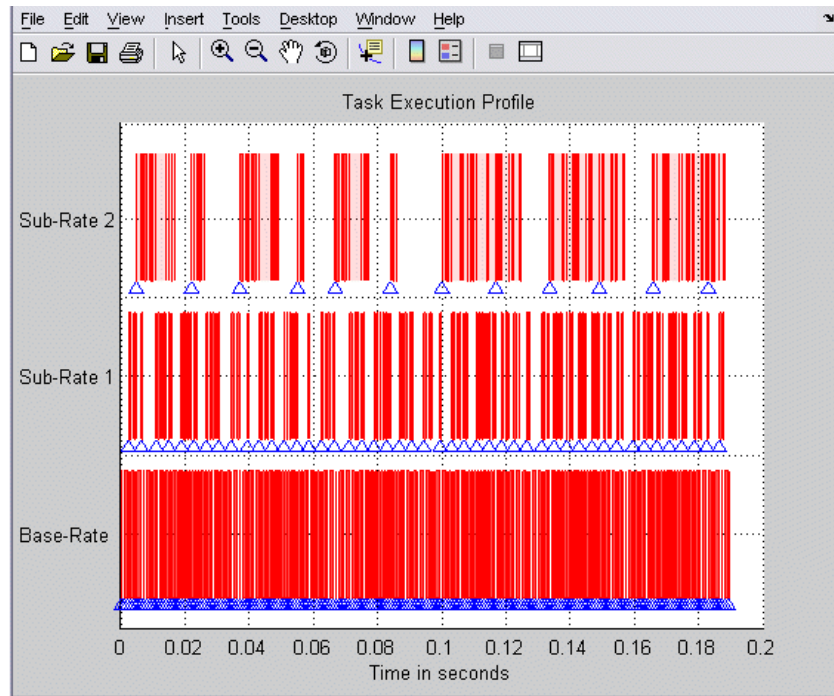 File Edit View Insert Tools Desktop Window Help
Task Execution Profile
Sub-Rate 2
Sub-Rate 1
Base-Rate
0 0.02 0.04 0.06 0.08 0.1 0.12 0.14 0.16 0.18 0.2
Time in seconds